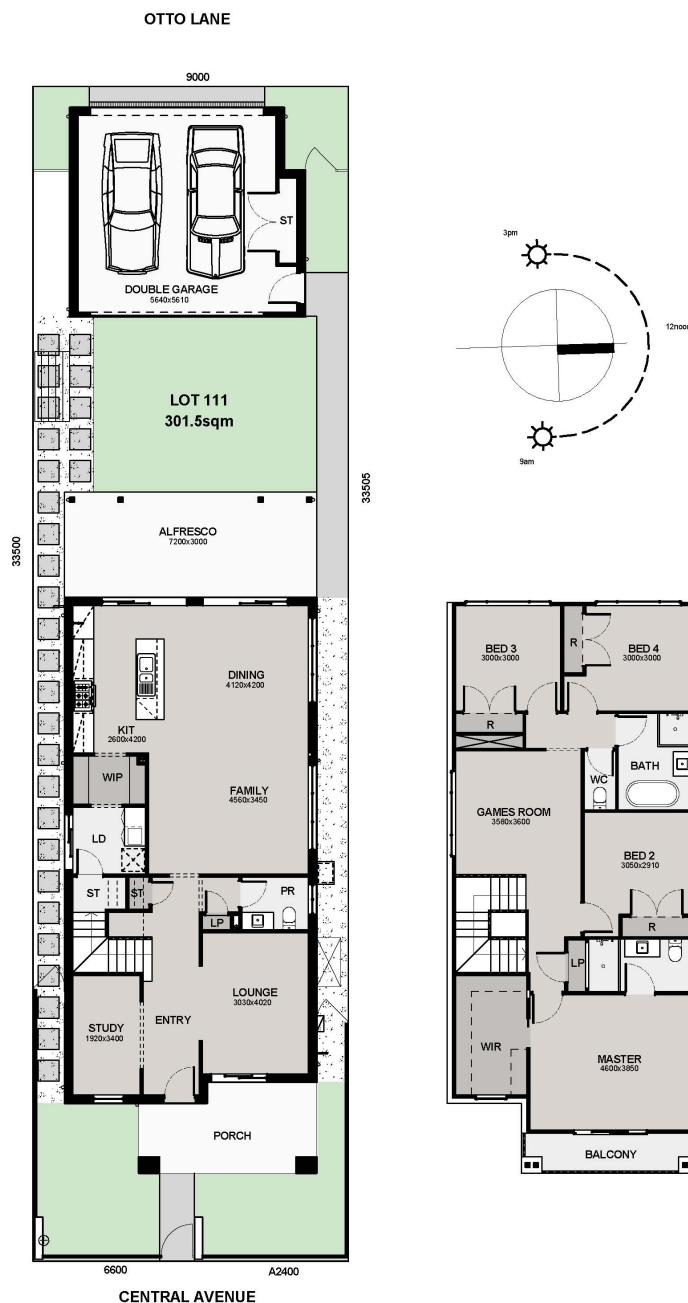 OTTO LANE
9000
ST
DOUBLE GARAGE
5640x5610
3pm
12noon
9am
LOT 111
301.5sqm
33505
33500
ALFRESCO
7200x3000
DINING
4120x4200
KIT
2600x4200
WIP
FAMILY
4560x3450
LD
ST
ST
PR
LP
LOUNGE
3030x4020
STUDY
1920x3400
ENTRY
PORCH
6600
A2400
CENTRAL AVENUE
BED 3
3000x3000
R
BED 4
3000x3000
R
WC
BATH
GAMES ROOM
3580x3600
BED 2
3050x2910
R
LP
WIR
MASTER
4600x3850
BALCONY